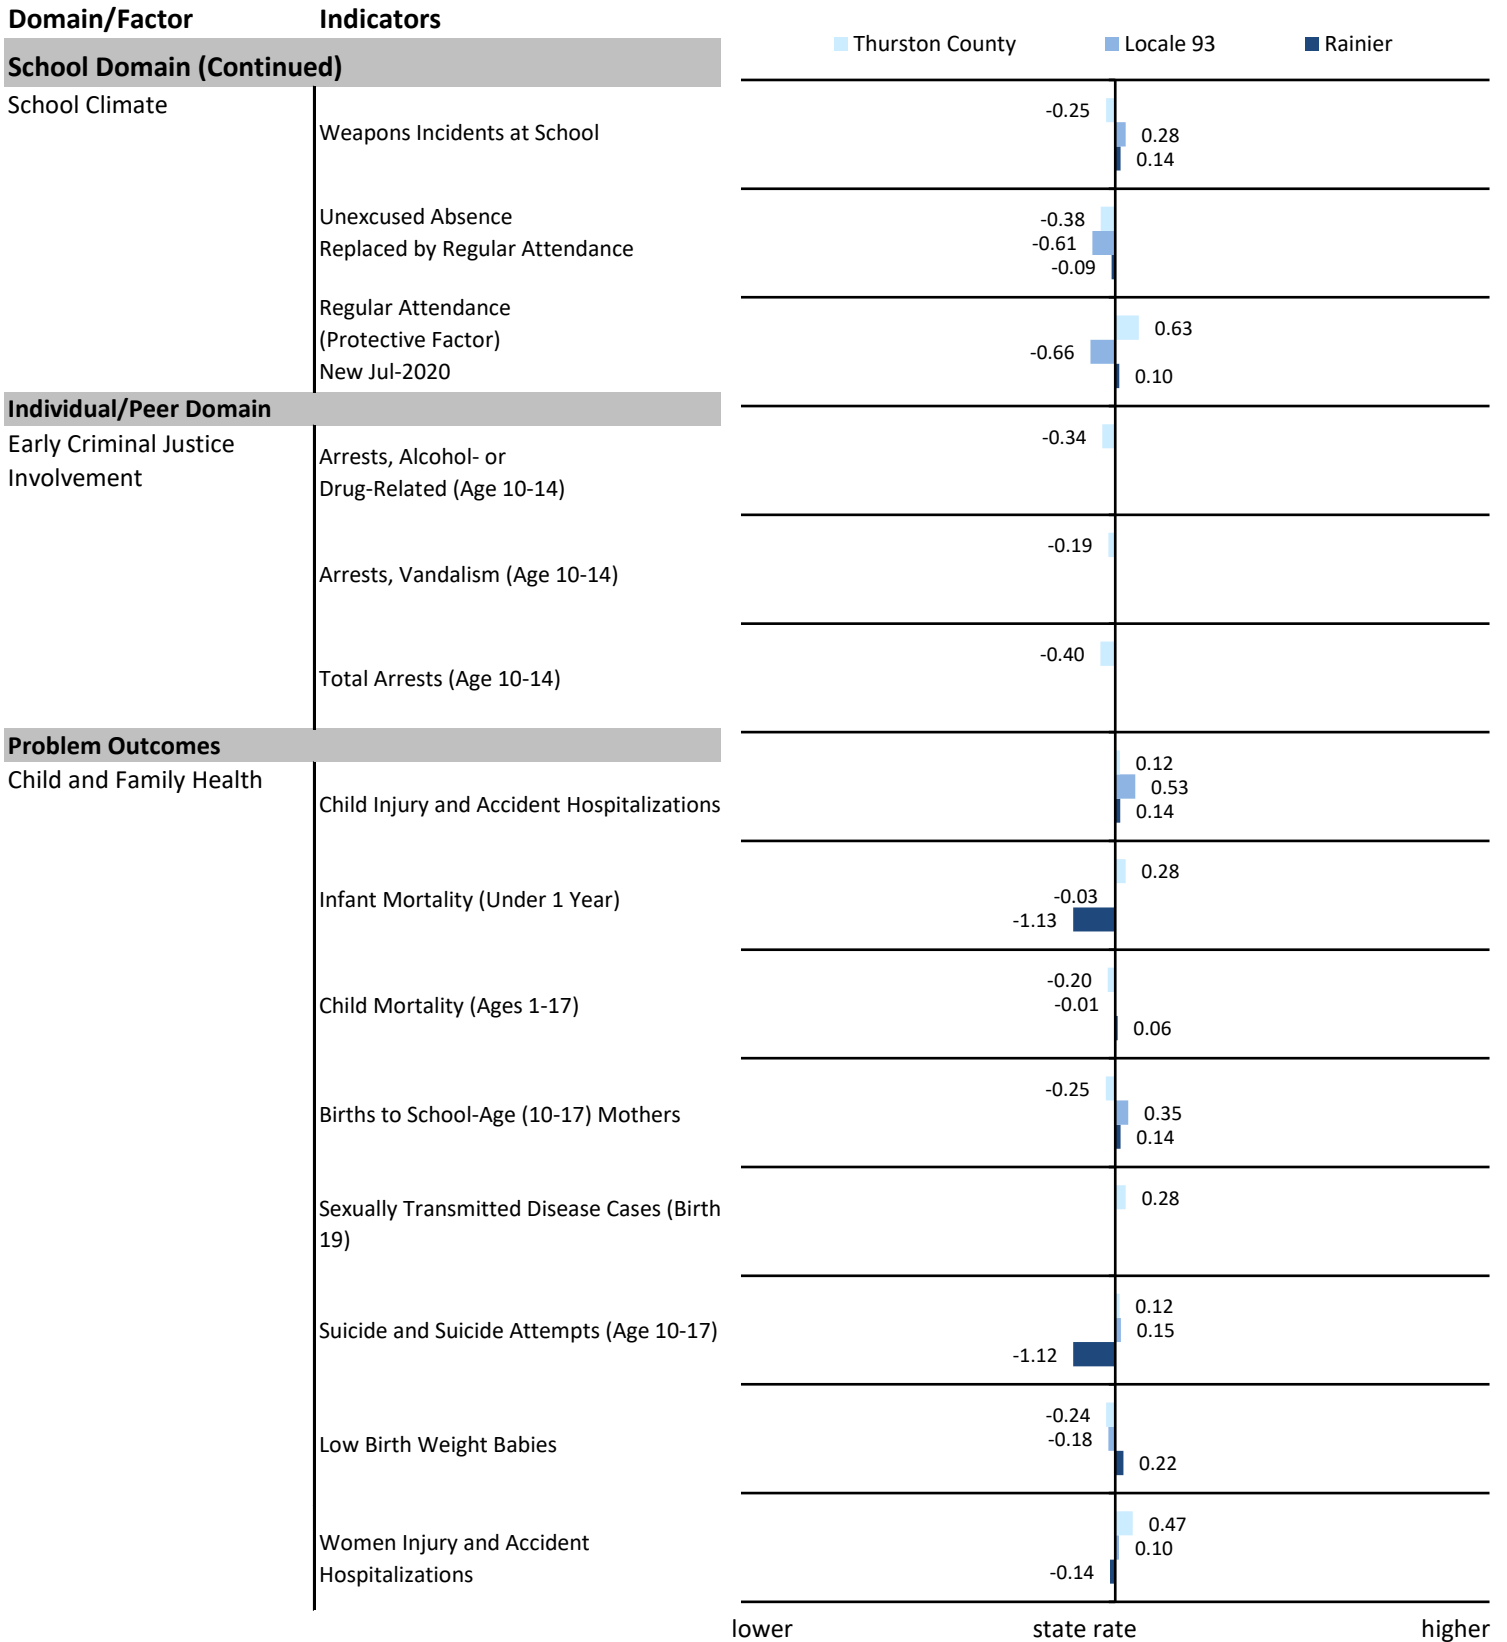 Domain/Factor Indicators
Thurston County Locale 93 Rainier
School Domain (Continued)
School Climate
Weapons Incidents at School
-0.25
0.28
0.14
Unexcused Absence
Replaced by Regular Attendance
-0.38
-0.61
-0.09
Regular Attendance
(Protective Factor)
New Jul-2020
0.63
-0.66
0.10
Individual/Peer Domain
Early Criminal Justice
Involvement
Arrests, Alcohol- or
Drug-Related (Age 10-14)
-0.34
Arrests, Vandalism (Age 10-14)
-0.19
Total Arrests (Age 10-14)
-0.40
Problem Outcomes
Child and Family Health
Child Injury and Accident Hospitalizations
0.12
0.53
0.14
Infant Mortality (Under 1 Year)
0.28
-0.03
-1.13
Child Mortality (Ages 1-17)
-0.20
-0.01
0.06
Births to School-Age (10-17) Mothers
-0.25
0.35
0.14
Sexually Transmitted Disease Cases (Birth
19)
0.28
Suicide and Suicide Attempts (Age 10-17)
0.12
0.15
-1.12
Low Birth Weight Babies
-0.24
-0.18
0.22
Women Injury and Accident
Hospitalizations
0.47
0.10
-0.14
lower state rate higher